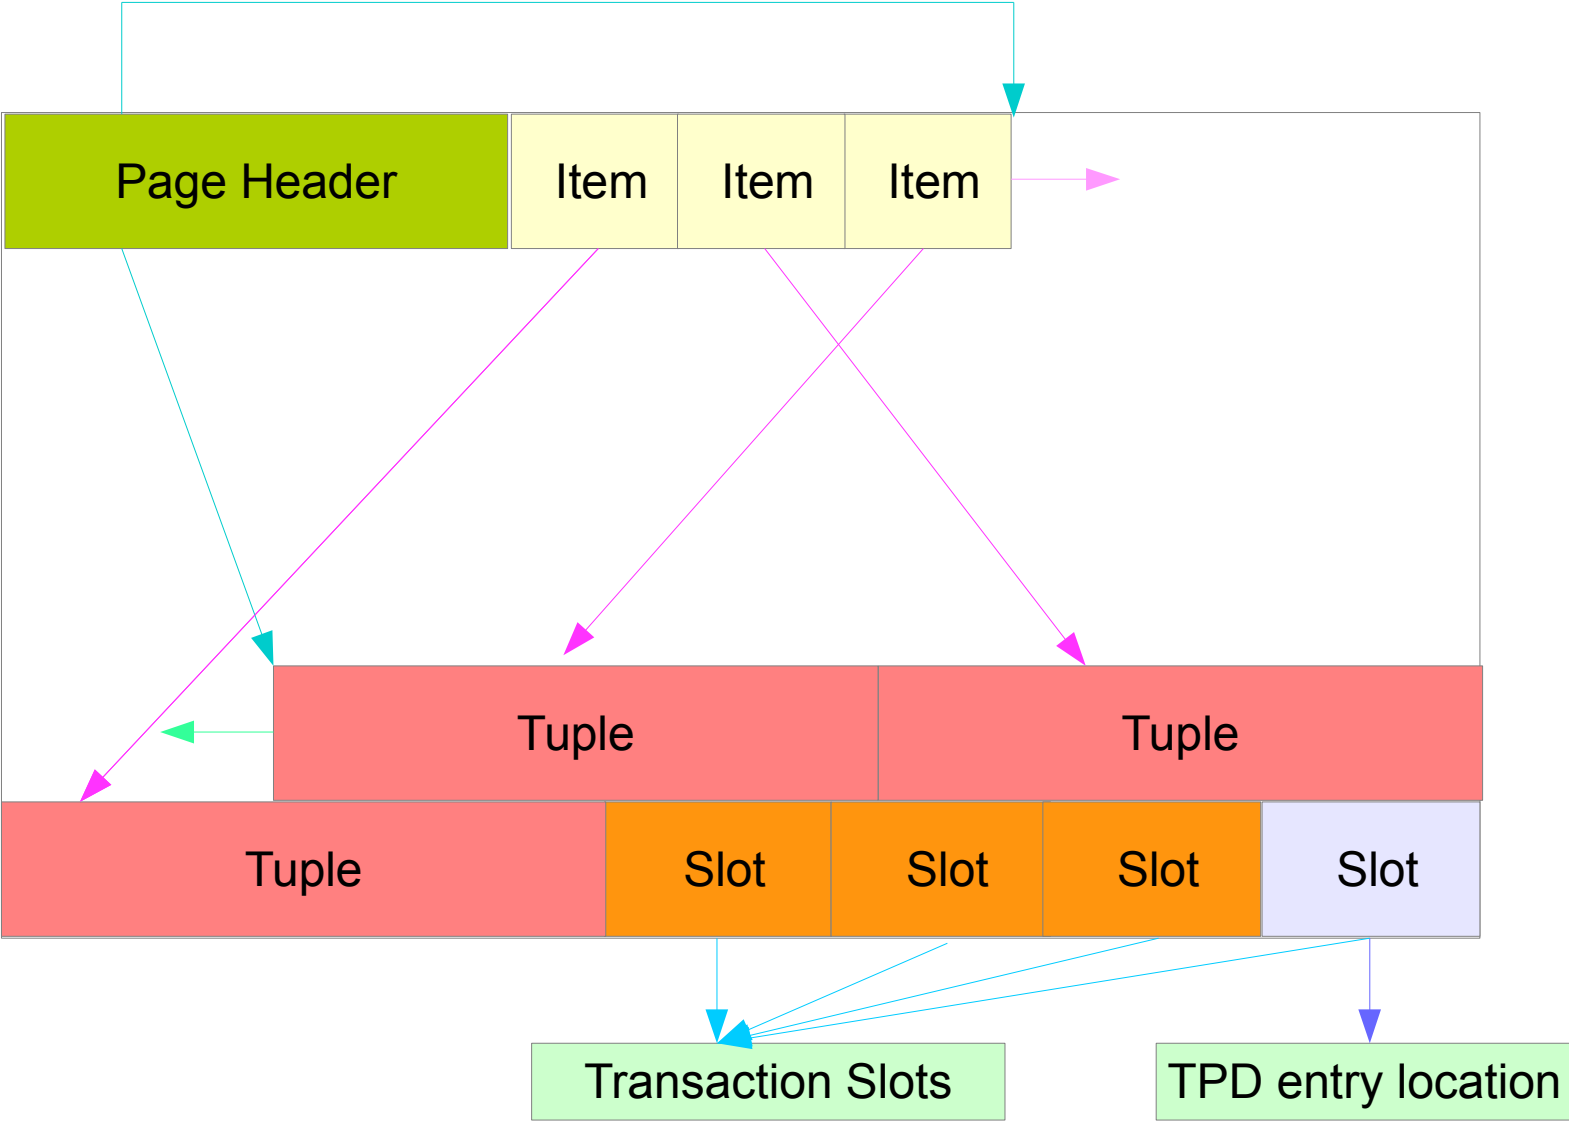 Page Header
Item
Item
Item
Tuple
Tuple
Tuple
Slot
Slot
Slot
Slot
Transaction Slots
TPD entry location